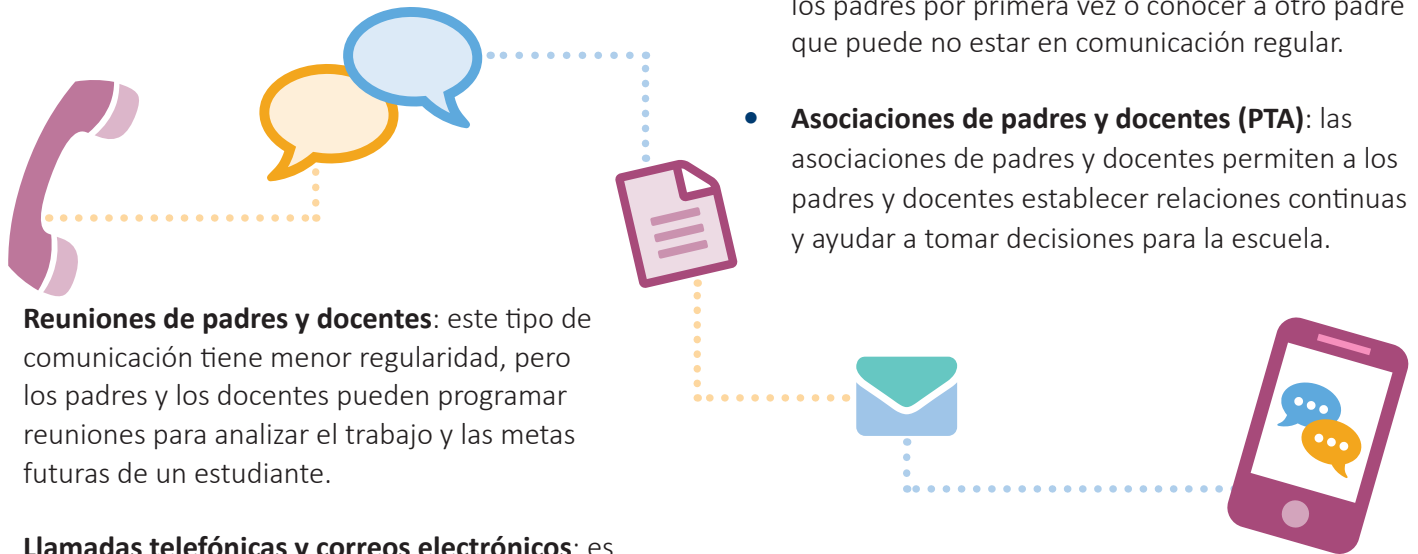 Reuniones de padres y docentes: este tipo de
comunicación tiene menor regularidad, pero
los padres y los docentes pueden programar
reuniones para analizar el trabajo y las metas
futuras de un estudiante.
Llamadas telefónicas y correos electrónicos: es
los padres por primera vez o conocer a otro padre
que puede no estar en comunicación regular.
• Asociaciones de padres y docentes (PTA): las
asociaciones de padres y docentes permiten a los
padres y docentes establecer relaciones continuas
y ayudar a tomar decisiones para la escuela.